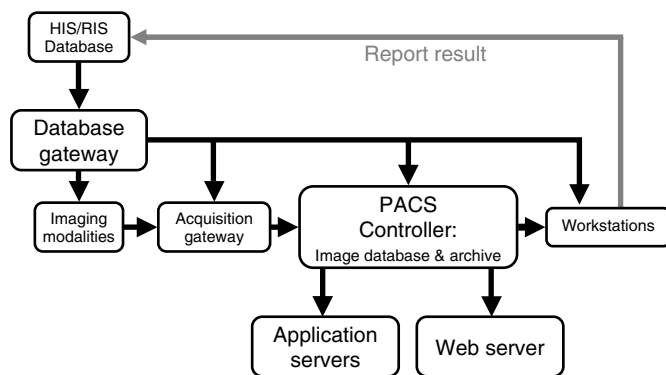 HIS/RIS
Database
Report result
Database
gateway
Imaging
modalities
Acquisition
gateway
PACS
Controller:
Image database & archive
Workstations
Application
servers
Web server